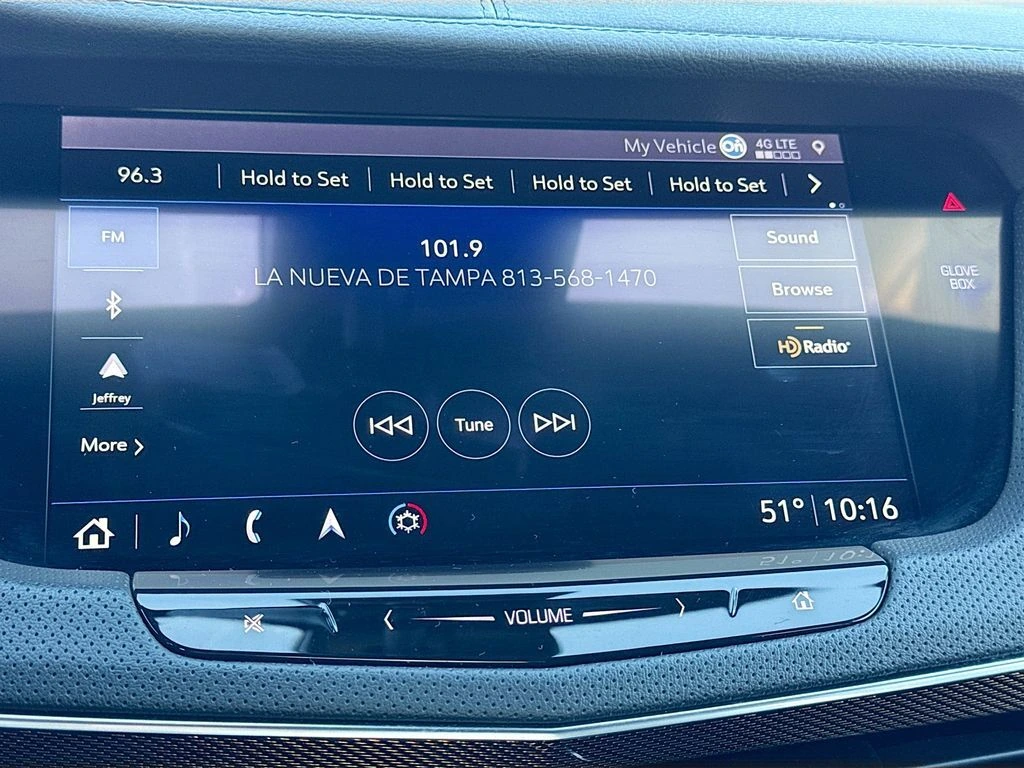 My Vehicle On 4G LTE
96.3 Hold to Set Hold to Set Hold to Set Hold to Set
FM
101.9
LA NUEVA DE TAMPA 813-568-1470
Sound
Browse
HD Radio
GLOVE
BOX
Jeffrey
More
Tune
51° 10:16
VOLUME